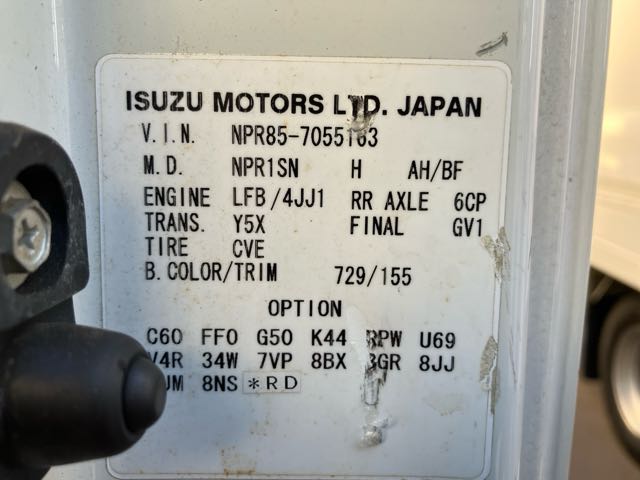 ISUZU MOTORS LTD. JAPAN
V.I.N. NPR85-7055163
M.D. NPR1SN H AH/BF
ENGINE LFB/4JJ1 RR AXLE 6CP
TRANS. Y5X FINAL GV1
TIRE CVE
B.COLOR/TRIM 729/155
OPTION
C60 FF0 G50 K44 U69
34W 7VP 8BX 8JJ
8NS *RD